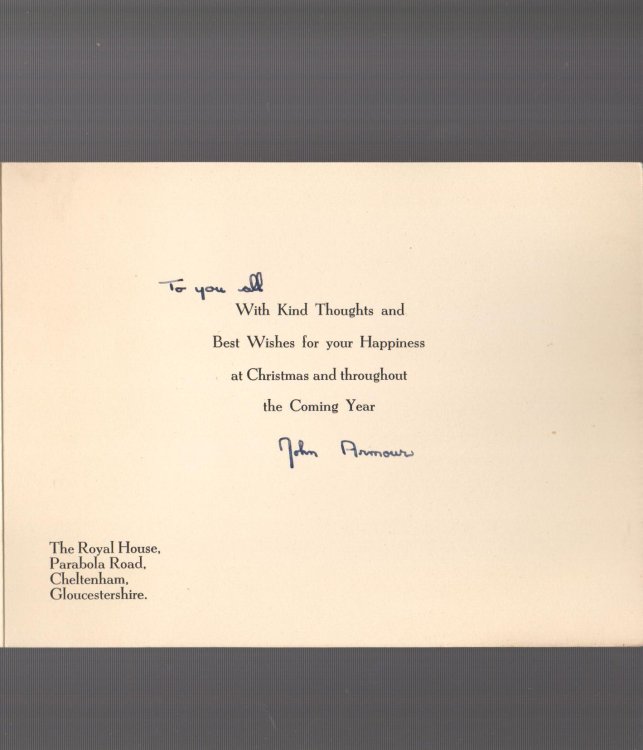 To you all
With Kind Thoughts and
Best Wishes for your Happiness
at Christmas and throughout
the Coming Year
John Armour
The Royal House,
Parabola Road,
Cheltenham,
Gloucestershire.